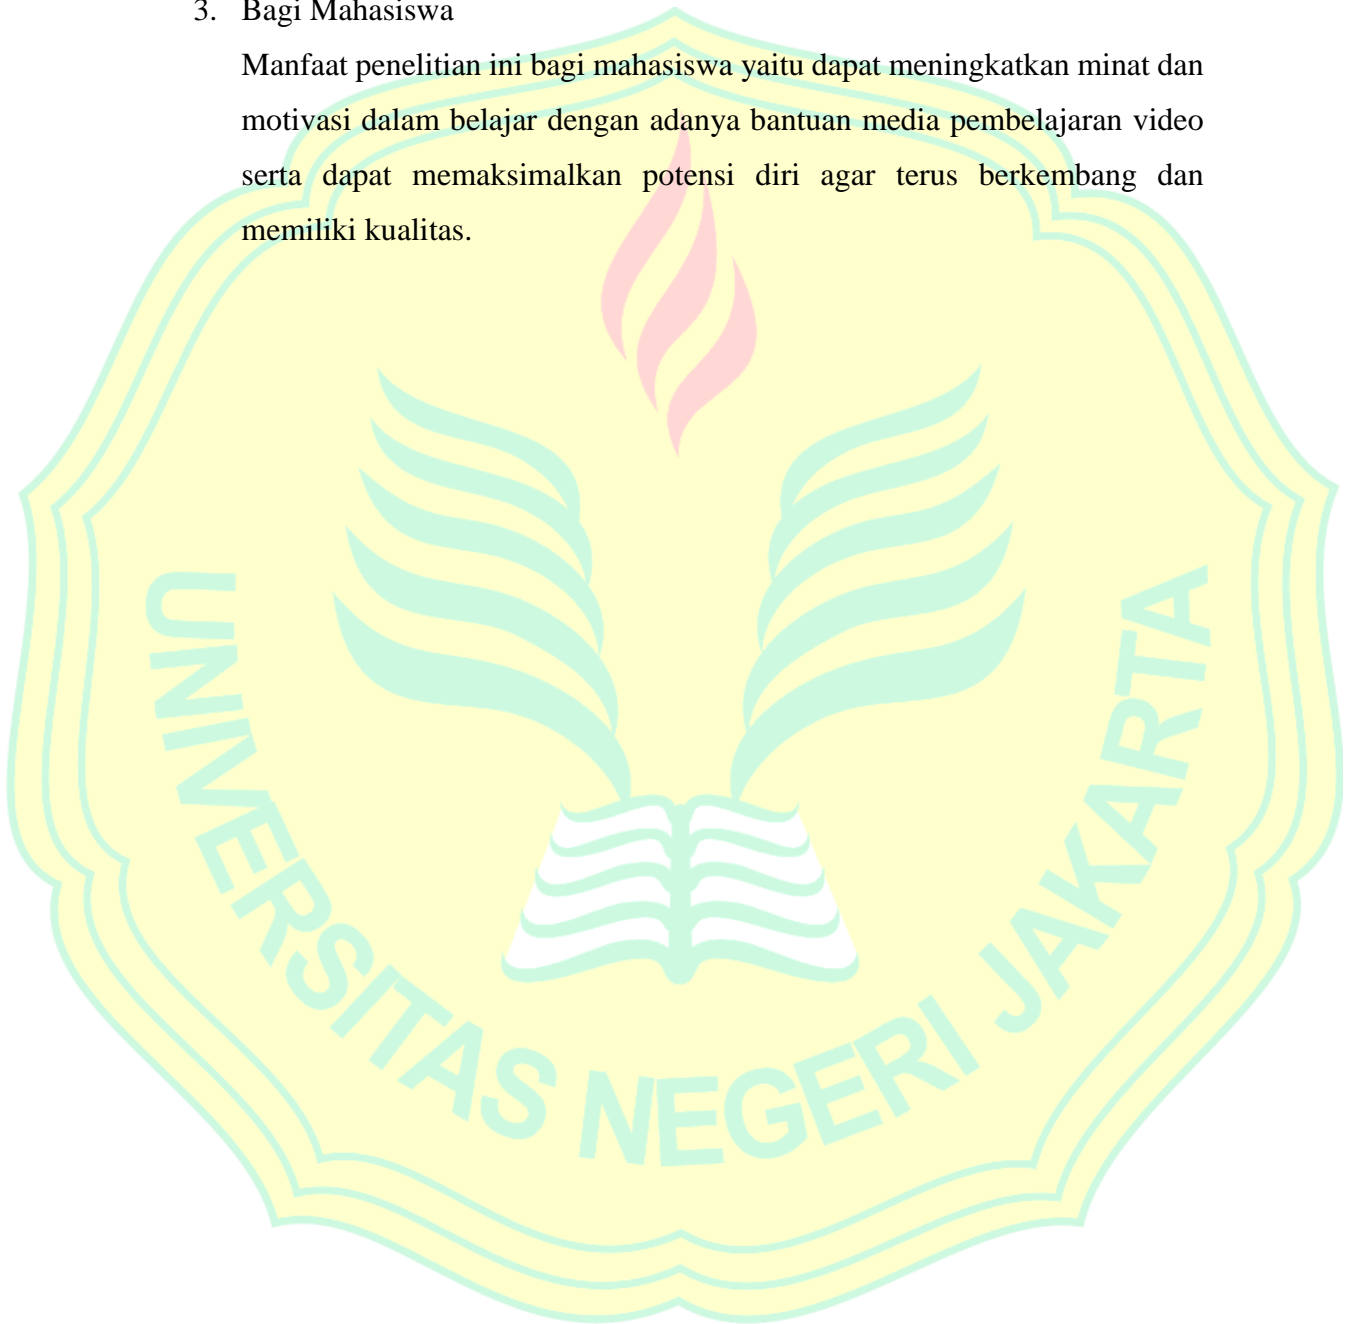 3. Bagi Mahasiswa
Manfaat penelitian ini bagi mahasiswa yaitu dapat meningkatkan minat dan
motivasi dalam belajar dengan adanya bantuan media pembelajaran video
serta dapat memaksimalkan potensi diri agar terus berkembang dan
memiliki kualitas.
UNIVERSITAS NEGERI JAKARTA